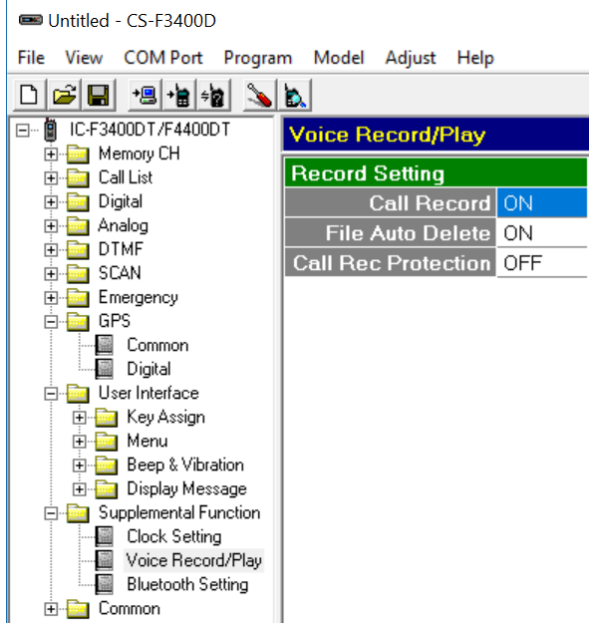 Untitled - CS-F3400D
File View COM Port Program Model Adjust Help
IC-F3400DT/F4400DT
Memory CH
Call List
Digital
Analog
DTMF
SCAN
Emergency
GPS
Common
Digital
User Interface
Key Assign
Menu
Beep & Vibration
Display Message
Supplemental Function
Clock Setting
Voice Record/Play
Bluetooth Setting
Common
Voice Record/Play
Record Setting
Call Record ON
File Auto Delete ON
Call Rec Protection OFF